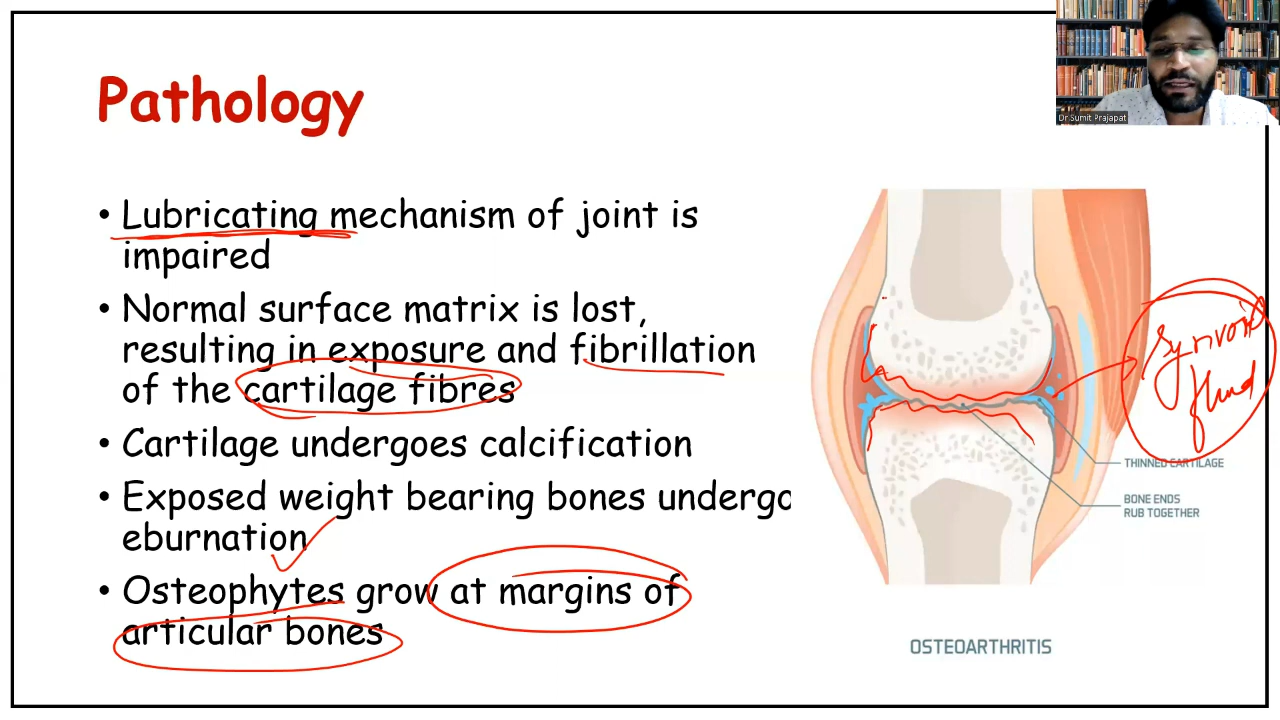 Pathology
Dr Sumit Prajapat
• Lubricating mechanism of joint is
impaired
• Normal surface matrix is lost,
resulting in exposure and fibrillation
of the cartilage fibres
• Cartilage undergoes calcification
• Exposed weight bearing bones undergo
eburnation
• Osteophytes grow at margins of
articular bones
fluid
THINNED CARTILAGE
BONE ENDS
RUB TOGETHER
OSTEOARTHRITIS